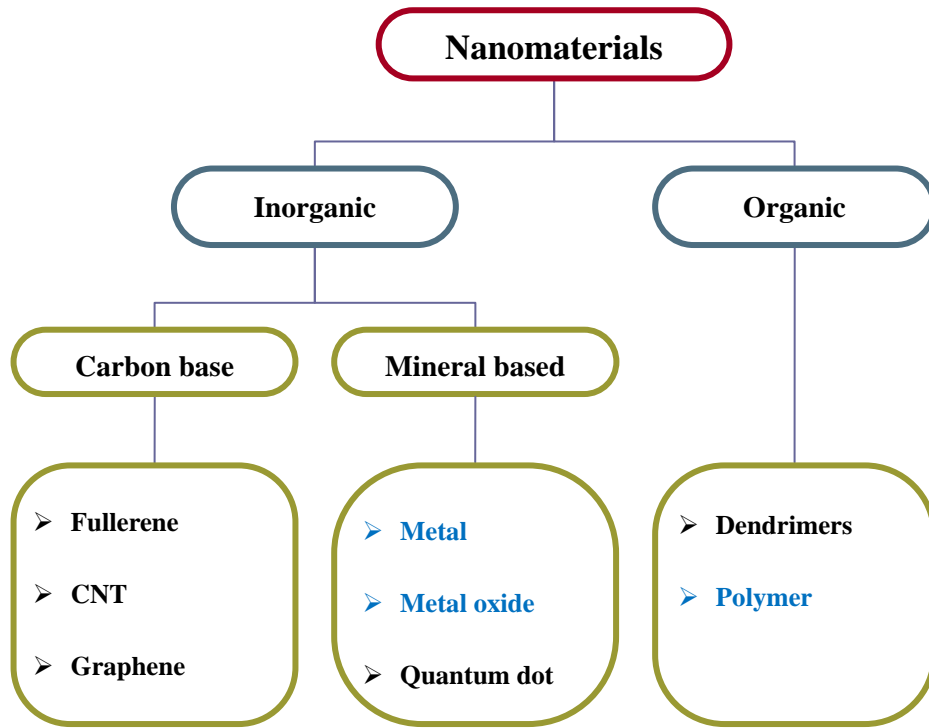 Nanomaterials
Inorganic
Organic
Carbon base
Mineral based
➢ Fullerene
➢ CNT
➢ Graphene
➢ Metal
➢ Metal oxide
➢ Quantum dot
➢ Dendrimers
➢ Polymer